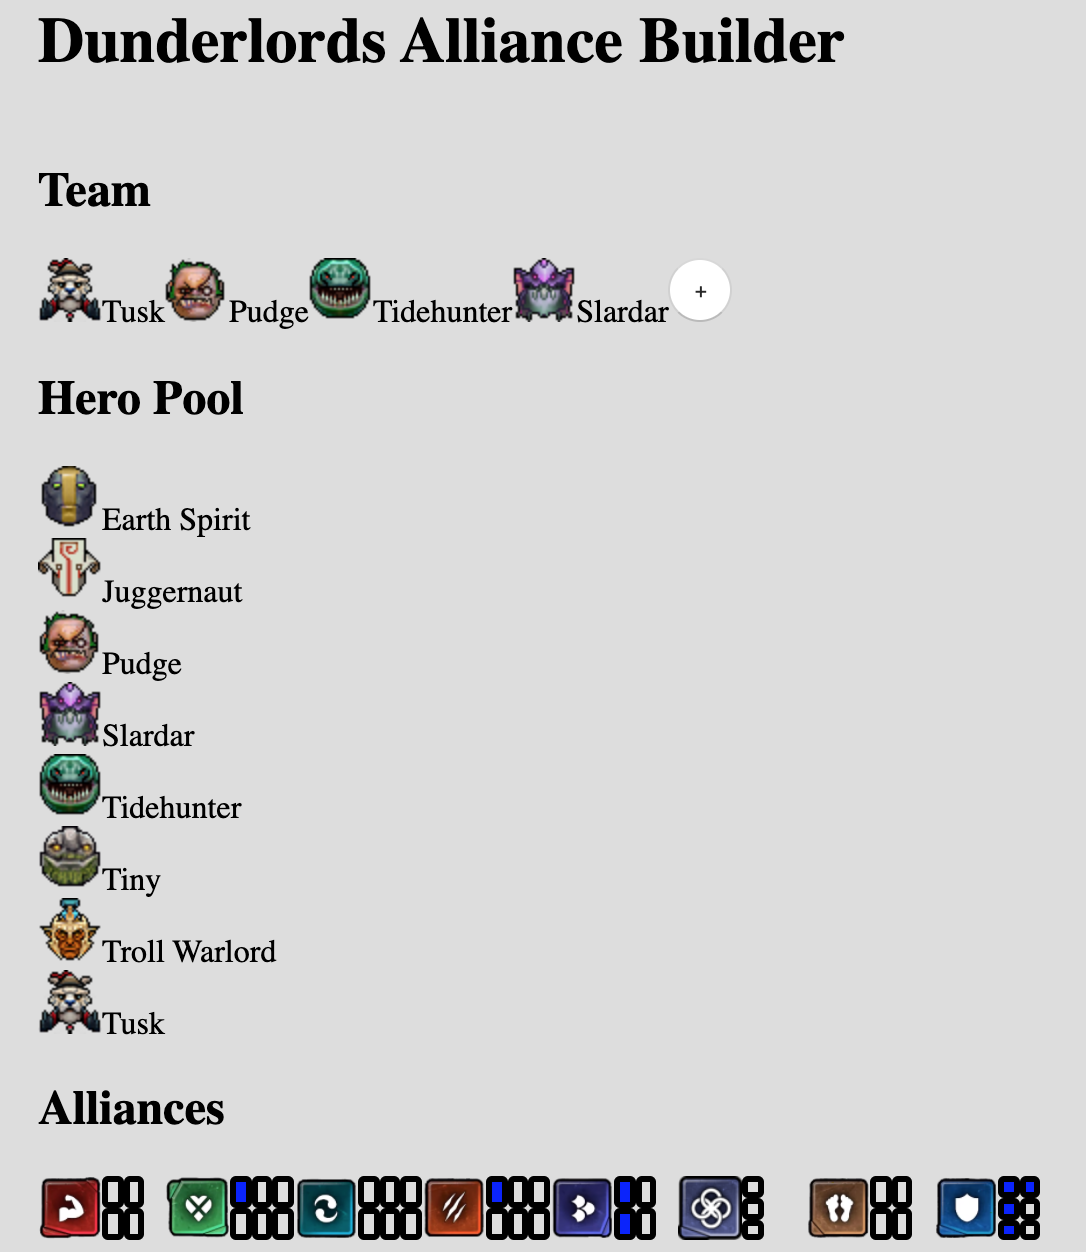 Dunderlords Alliance Builder
Team
Tusk Pudge Tidehunter Slardar +
Hero Pool
Earth Spirit
Juggernaut
Pudge
Slardar
Tidehunter
Tiny
Troll Warlord
Tusk
Alliances